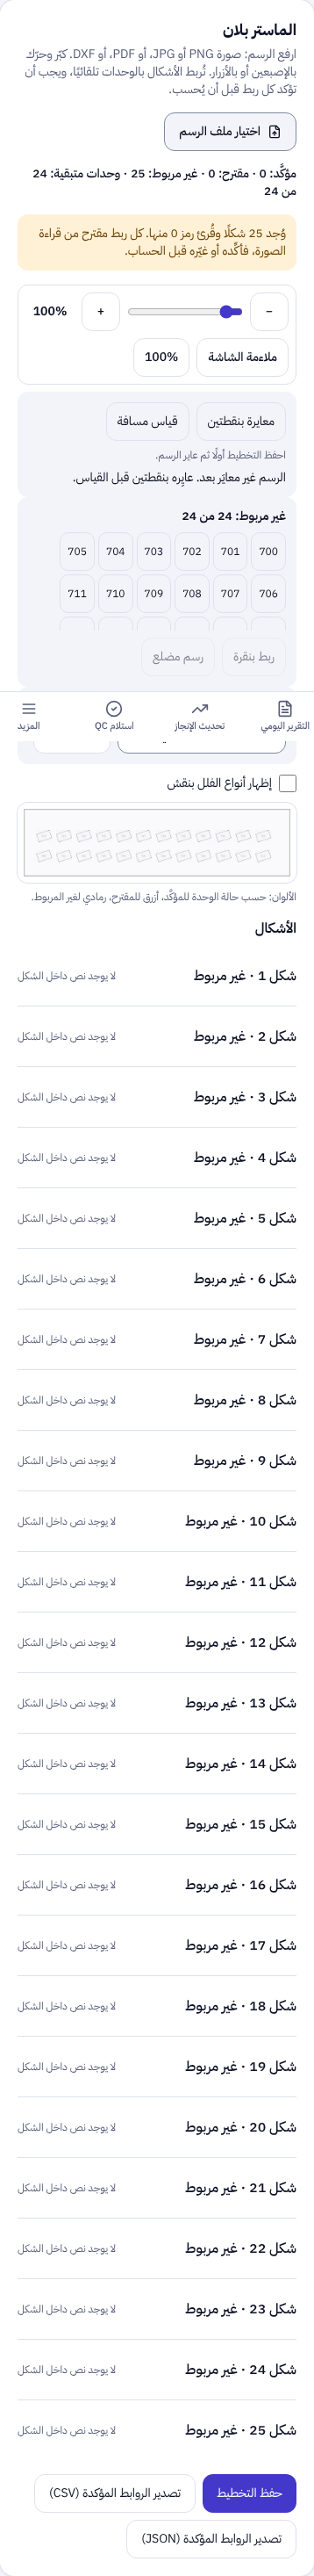 الماستر بلان
ارفع الرسم: صورة PNG أو JPG، أو PDF، أو DXF. كبّر وحرّك
بالإصبعين أو بالأزرار. تُربط الأشكال بالوحدات تلقائيًا، ويجب أن
تؤكد كل ربط قبل أن يُحسب.
اختيار ملف الرسم
مؤكَّد: 0 · مقترح: 0 · غير مربوط: 25 · وحدات متبقية: 24
من 24
وُجد 25 شكلًا وقُرئ رمز 0 منها. كل ربط مقترح من قراءة
الصورة، فأكِّده أو غيّره قبل الحساب.
−
+
100%
ملاءمة الشاشة
100%
معايرة بنقطتين
قياس مسافة
احفظ التخطيط أولًا ثم عاير الرسم.
الرسم غير معايَر بعد. عايِره بنقطتين قبل القياس.
غير مربوط: 24 من 24
700 701 702 703 704 705
706 707 708 709 710 711
ربط بنقرة
رسم مضلع
التقرير اليومي
تحديث الإنجاز
استلام QC
المزيد
إظهار أنواع الفلل بنقش
الألوان: حسب حالة الوحدة للمؤكَّد، أزرق للمقترح، رمادي لغير المربوط.
الأشكال
شكل 1 · غير مربوط لا يوجد نص داخل الشكل
شكل 2 · غير مربوط لا يوجد نص داخل الشكل
شكل 3 · غير مربوط لا يوجد نص داخل الشكل
شكل 4 · غير مربوط لا يوجد نص داخل الشكل
شكل 5 · غير مربوط لا يوجد نص داخل الشكل
شكل 6 · غير مربوط لا يوجد نص داخل الشكل
شكل 7 · غير مربوط لا يوجد نص داخل الشكل
شكل 8 · غير مربوط لا يوجد نص داخل الشكل
شكل 9 · غير مربوط لا يوجد نص داخل الشكل
شكل 10 · غير مربوط لا يوجد نص داخل الشكل
شكل 11 · غير مربوط لا يوجد نص داخل الشكل
شكل 12 · غير مربوط لا يوجد نص داخل الشكل
شكل 13 · غير مربوط لا يوجد نص داخل الشكل
شكل 14 · غير مربوط لا يوجد نص داخل الشكل
شكل 15 · غير مربوط لا يوجد نص داخل الشكل
شكل 16 · غير مربوط لا يوجد نص داخل الشكل
شكل 17 · غير مربوط لا يوجد نص داخل الشكل
شكل 18 · غير مربوط لا يوجد نص داخل الشكل
شكل 19 · غير مربوط لا يوجد نص داخل الشكل
شكل 20 · غير مربوط لا يوجد نص داخل الشكل
شكل 21 · غير مربوط لا يوجد نص داخل الشكل
شكل 22 · غير مربوط لا يوجد نص داخل الشكل
شكل 23 · غير مربوط لا يوجد نص داخل الشكل
شكل 24 · غير مربوط لا يوجد نص داخل الشكل
شكل 25 · غير مربوط لا يوجد نص داخل الشكل
حفظ التخطيط
تصدير الروابط المؤكدة (CSV)
تصدير الروابط المؤكدة (JSON)